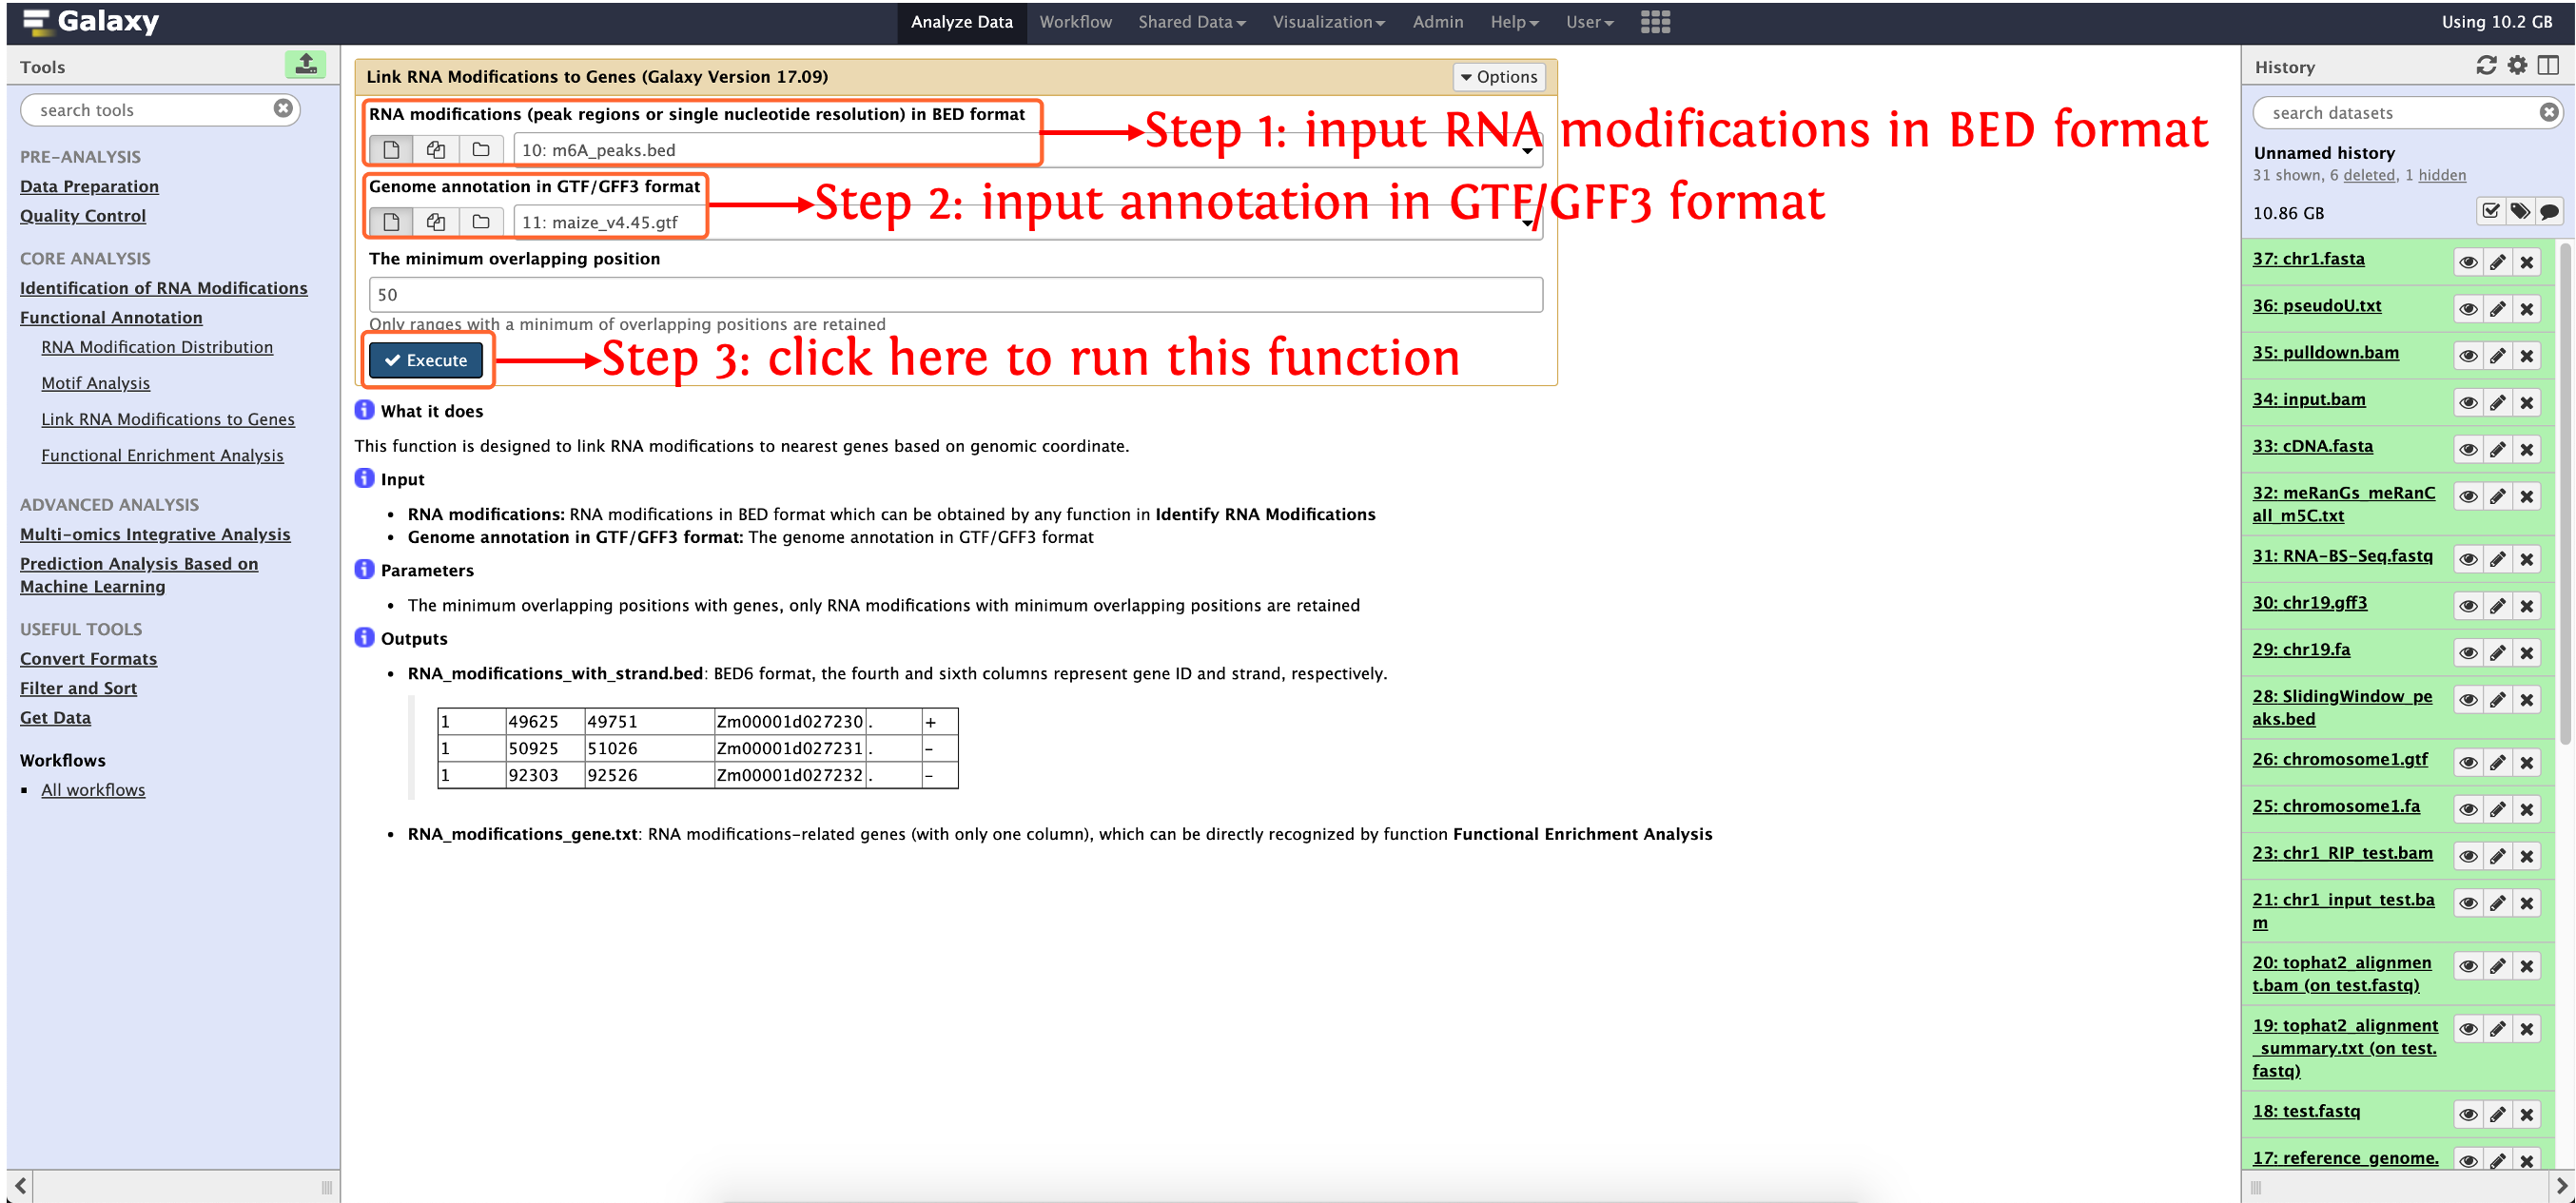 Galaxy
Analyze Data Workflow Shared Data Visualization Admin Help User
Using 10.2 GB
Tools
search tools
PRE-ANALYSIS
Data Preparation
Quality Control
CORE ANALYSIS
Identification of RNA Modifications
Functional Annotation
RNA Modification Distribution
Motif Analysis
Link RNA Modifications to Genes
Functional Enrichment Analysis
ADVANCED ANALYSIS
Multi-omics Integrative Analysis
Prediction Analysis Based on
Machine Learning
USEFUL TOOLS
Convert Formats
Filter and Sort
Get Data
Workflows
All workflows
Link RNA Modifications to Genes (Galaxy Version 17.09)
Options
RNA modifications (peak regions or single nucleotide resolution) in BED format
10: m6A_peaks.bed
Step 1: input RNA modifications in BED format
Genome annotation in GTF/GFF3 format
11: maize_v4.45.gtf
Step 2: input annotation in GTF/GFF3 format
The minimum overlapping position
50
Only ranges with a minimum of overlapping positions are retained
Execute
Step 3: click here to run this function
What it does
This function is designed to link RNA modifications to nearest genes based on genomic coordinate.
Input
• RNA modifications: RNA modifications in BED format which can be obtained by any function in Identify RNA Modifications
• Genome annotation in GTF/GFF3 format: The genome annotation in GTF/GFF3 format
Parameters
• The minimum overlapping positions with genes, only RNA modifications with minimum overlapping positions are retained
Outputs
• RNA_modifications_with_strand.bed: BED6 format, the fourth and sixth columns represent gene ID and strand, respectively.
1 49625 49751 Zm00001d027230 . +
1 50925 51026 Zm00001d027231 . -
1 92303 92526 Zm00001d027232 . -
• RNA_modifications_gene.txt: RNA modifications-related genes (with only one column), which can be directly recognized by function Functional Enrichment Analysis
History
search datasets
Unnamed history
31 shown, 6 deleted, 1 hidden
10.86 GB
37: chr1.fasta
36: pseudoU.txt
35: pulldown.bam
34: input.bam
33: cDNA.fasta
32: meRanGs_meRanC
all_m5C.txt
31: RNA-BS-Seq.fastq
30: chr19.gff3
29: chr19.fa
28: SlidingWindow_pe
aks.bed
26: chromosome1.gtf
25: chromosome1.fa
23: chr1_RIP_test.bam
21: chr1_input_test.ba
m
20: tophat2_alignmen
t.bam (on test.fastq)
19: tophat2_alignment
_summary.txt (on test.
fastq)
18: test.fastq
17: reference_genome.